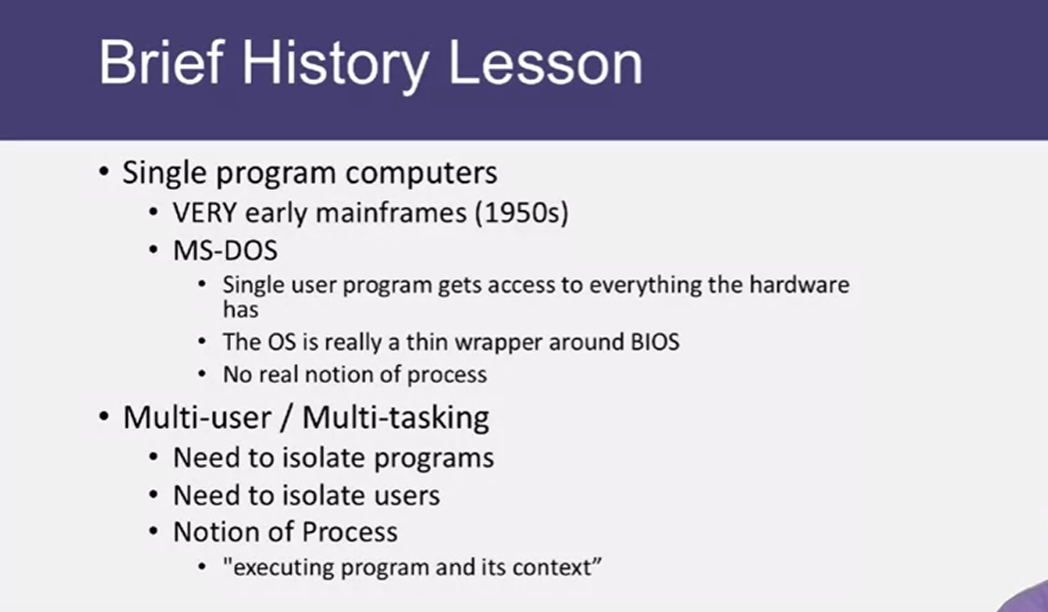 Brief History Lesson
• Single program computers
• VERY early mainframes (1950s)
• MS-DOS
• Single user program gets access to everything the hardware
has
• The OS is really a thin wrapper around BIOS
• No real notion of process
• Multi-user / Multi-tasking
• Need to isolate programs
• Need to isolate users
• Notion of Process
• "executing program and its context”